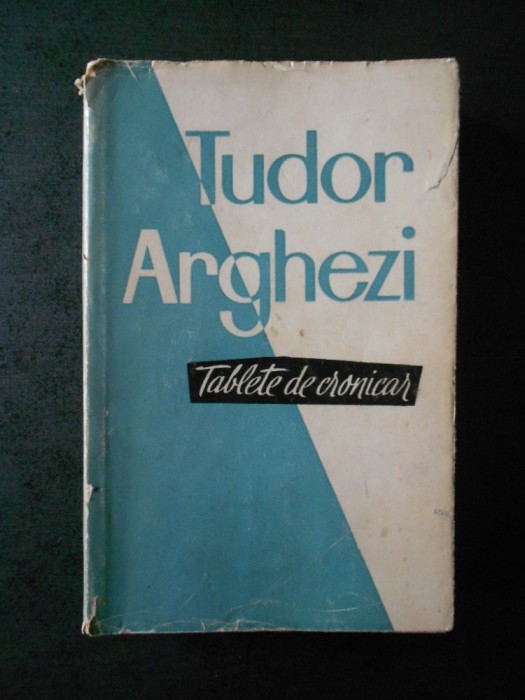 Tudor
Arghezi
Tablete de cronicar